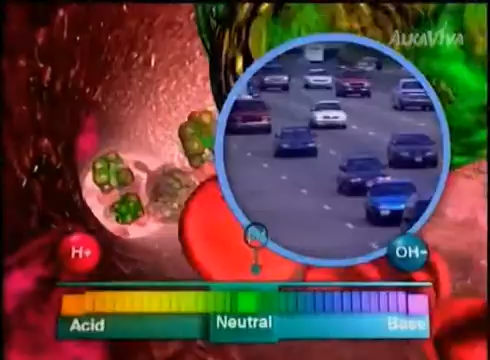 ALKAVIVA
H+
OH-
Acid
Neutral
Base